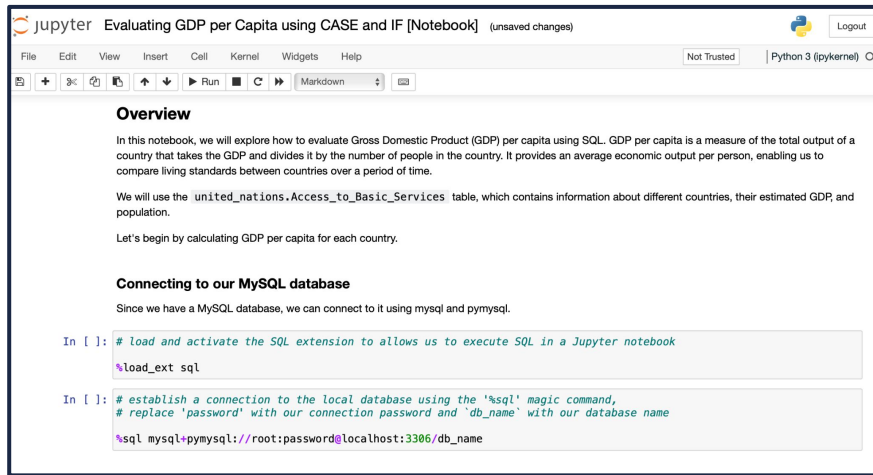 jupyter Evaluating GDP per Capita using CASE and IF [Notebook] (unsaved changes) Logout
File Edit View Insert Cell Kernel Widgets Help Not Trusted Python 3 (ipykernel)
Run Markdown
Overview
In this notebook, we will explore how to evaluate Gross Domestic Product (GDP) per capita using SQL. GDP per capita is a measure of the total output of a
country that takes the GDP and divides it by the number of people in the country. It provides an average economic output per person, enabling us to
compare living standards between countries over a period of time.
We will use the united_nations.Access_to_Basic_Services table, which contains information about different countries, their estimated GDP, and
population.
Let's begin by calculating GDP per capita for each country.
Connecting to our MySQL database
Since we have a MySQL database, we can connect to it using mysql and pymysql.
In [ ]: # load and activate the SQL extension to allows us to execute SQL in a Jupyter notebook
%load_ext sql
In [ ]: # establish a connection to the local database using the '%sql' magic command,
# replace 'password' with our connection password and `db_name` with our database name
%sql mysql+pymysql://root:password@localhost:3306/db_name